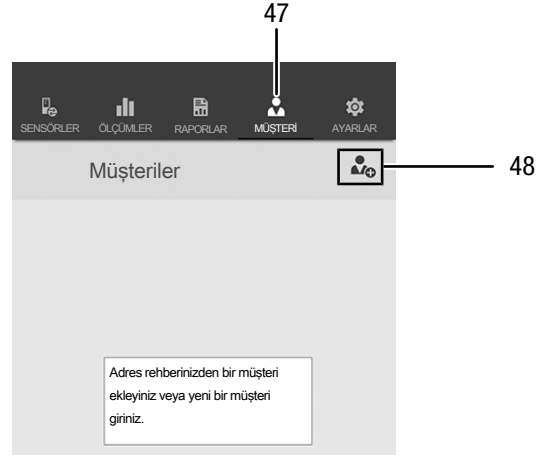 47
SENSÖRLER ÖLÇÜMLER RAPORLAR MÜŞTERİ AYARLAR
Müşteriler
48
Adres rehberinizden bir müşteri
ekleyiniz veya yeni bir müşteri
giriniz.